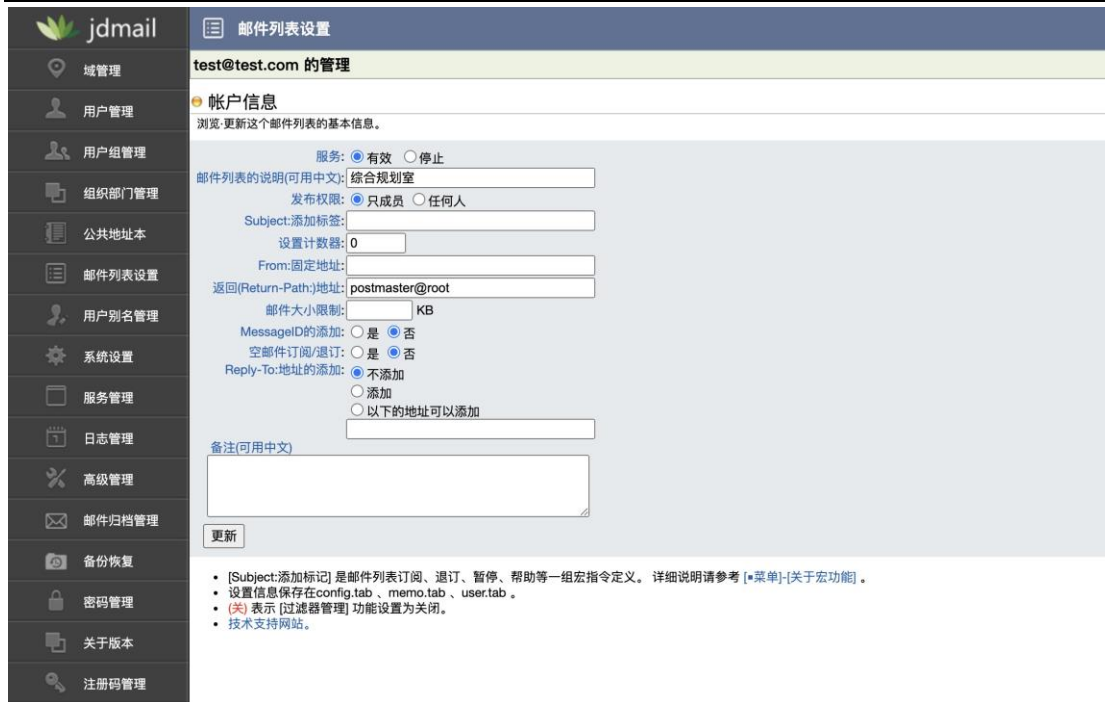 jdmail
域管理
用户管理
用户组管理
组织部门管理
公共地址本
邮件列表设置
用户别名管理
系统设置
服务管理
日志管理
高级管理
邮件归档管理
备份恢复
密码管理
关于版本
注册码管理
邮件列表设置
test@test.com 的管理
帐户信息
浏览·更新这个邮件列表的基本信息。
服务: 有效 停止
邮件列表的说明(可用中文): 综合规划室
发布权限: 只成员 任何人
Subject:添加标签:
设置计数器: 0
From:固定地址:
返回(Return-Path:)地址: postmaster@root
邮件大小限制: KB
MessageID的添加: 是 否
空邮件订阅/退订: 是 否
Reply-To:地址的添加: 不添加
添加
以下的地址可以添加
备注(可用中文)
更新
• [Subject:添加标记] 是邮件列表订阅、退订、暂停、帮助等一组宏指令定义。 详细说明请参考 [▪菜单]-[关于宏功能] 。
• 设置信息保存在config.tab 、memo.tab 、user.tab 。
• (关) 表示 [过滤器管理] 功能设置为关闭。
• 技术支持网站。